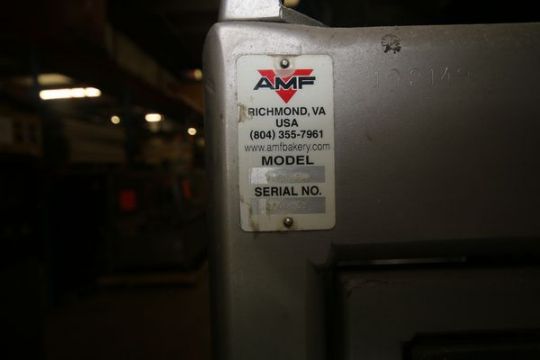 AMF
RICHMOND, VA
USA
(804) 355-7961
www.amfbakery.com
MODEL
SERIAL NO.